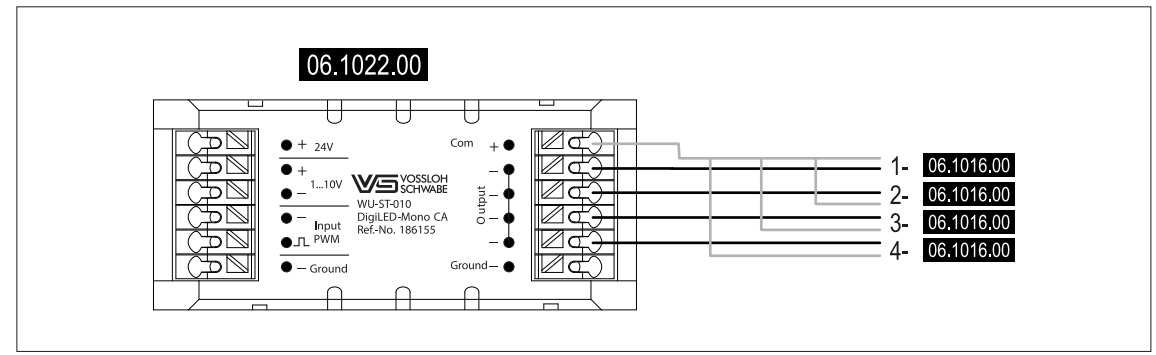 06.1022.00
+ 24V
Com +
+
1...10V
–
– Input
PWM
– Ground
VS VOSSLOH
SCHWABE
WU-ST-010
DigiLED-Mono CA
Ref.-No. 186155
–
–
Output
–
–
Ground –
1- 06.1016.00
2- 06.1016.00
3- 06.1016.00
4- 06.1016.00